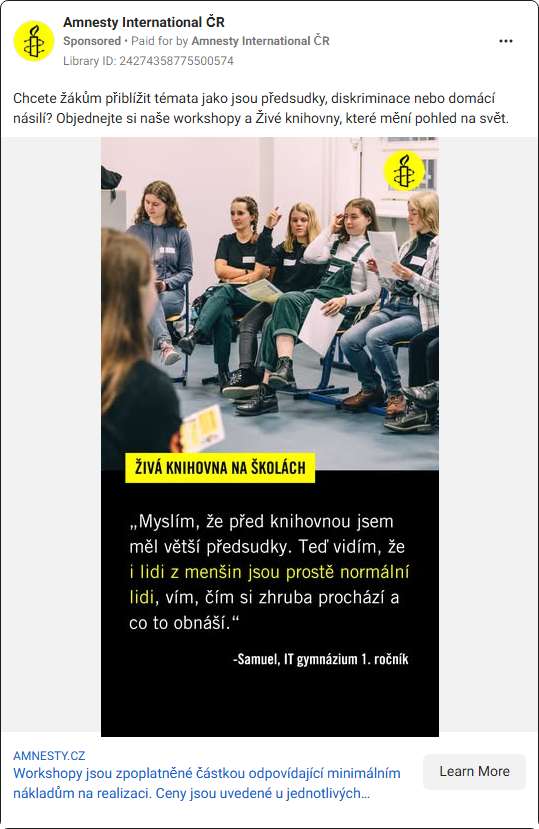 Amnesty International ČR
Sponsored • Paid for by Amnesty International ČR
Library ID: 24274358775500574
Chcete žákům přiblížit témata jako jsou předsudky, diskriminace nebo domácí
násilí? Objednejte si naše workshopy a Živé knihovny, které mění pohled na svět.
ŽIVÁ KNIHOVNA NA ŠKOLÁCH
„Myslím, že před knihovnou jsem
měl větší předsudky. Teď vidím, že
i lidi z menšin jsou prostě normální
lidi, vím, čím si zhruba prochází a
co to obnáší.“
-Samuel, IT gymnázium 1. ročník
AMNESTY.CZ
Workshopy jsou zpoplatněné částkou odpovídající minimálním
nákladům na realizaci. Ceny jsou uvedené u jednotlivých...
Learn More